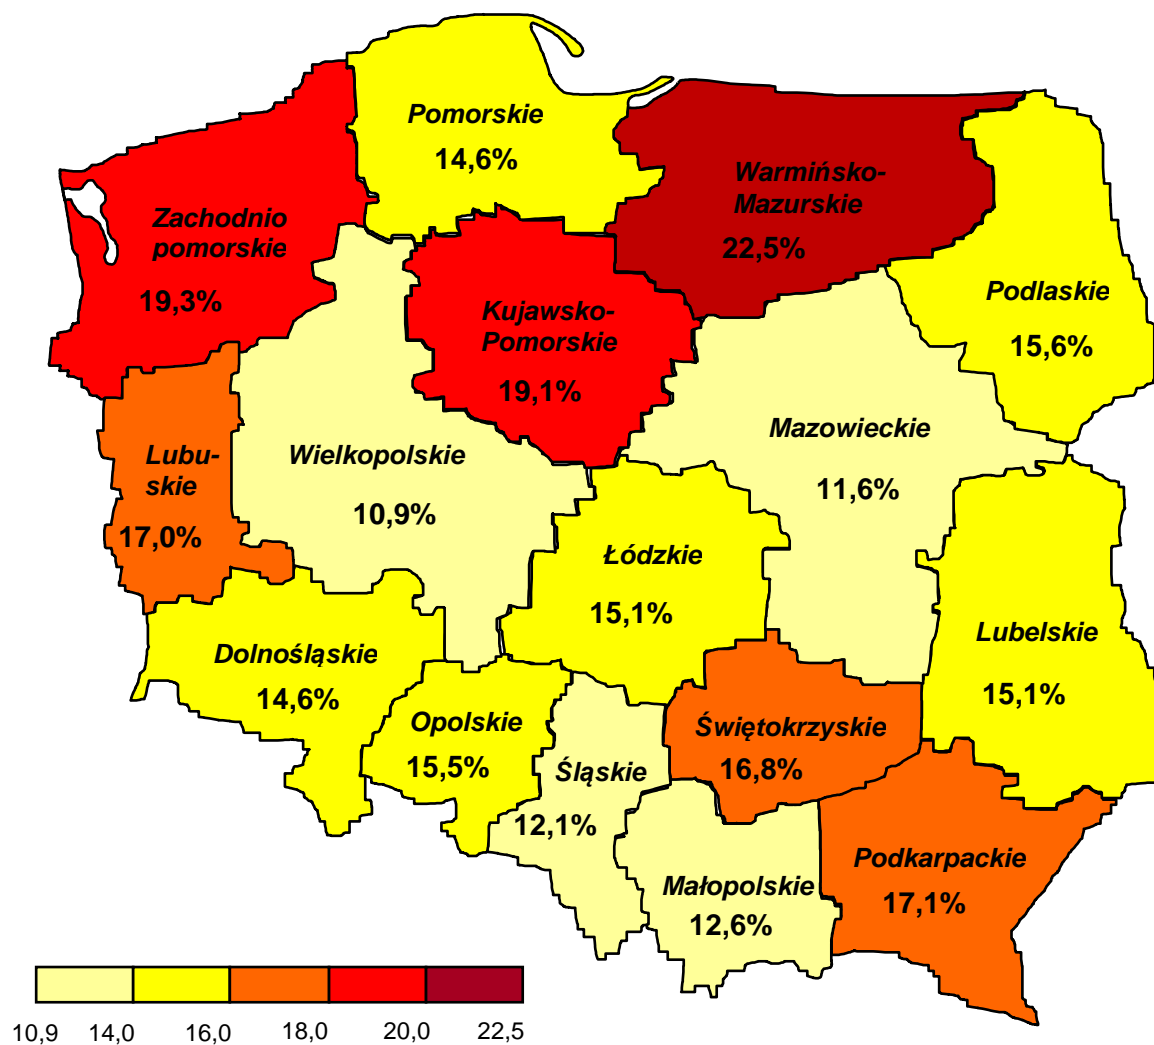 Pomorskie
14,6%
Warmińsko-
Mazurskie
22,5%
Zachodnio
pomorskie
19,3%
Kujawsko-
Pomorskie
19,1%
Podlaskie
15,6%
Lubu-
skie
17,0%
Wielkopolskie
10,9%
Mazowieckie
11,6%
Łódzkie
15,1%
Lubelskie
15,1%
Dolnośląskie
14,6%
Opolskie
15,5%
Śląskie
12,1%
Świętokrzyskie
16,8%
Małopolskie
12,6%
Podkarpackie
17,1%
10,9 14,0 16,0 18,0 20,0 22,5